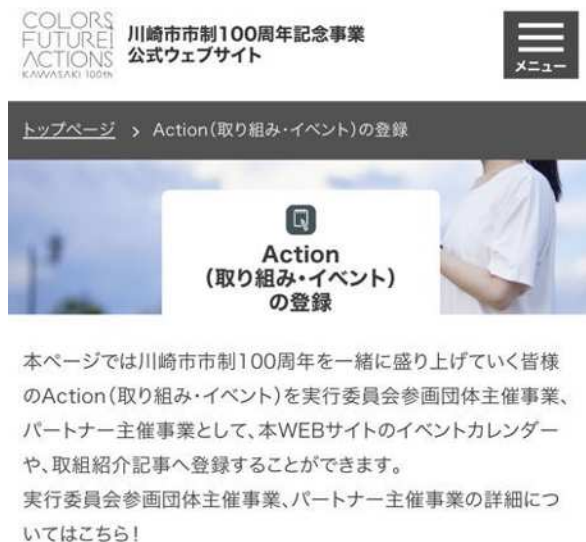 COLORS
FUTURE!
ACTIONS
KAWASAKI 100th
川崎市市制100周年記念事業
公式ウェブサイト
メニュー
トップページ > Action(取り組み・イベント)の登録
Action
(取り組み・イベント)
の登録
本ページでは川崎市市制100周年を一緒に盛り上げていく皆様
のAction(取り組み・イベント)を実行委員会参画団体主催事業、
パートナー主催事業として、本WEBサイトのイベントカレンダー
や、取組紹介記事へ登録することができます。
実行委員会参画団体主催事業、パートナー主催事業の詳細につ
いてはこちら！